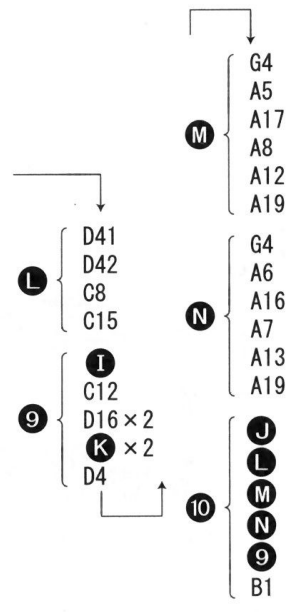 L
D41
D42
C8
C15
9
I
C12
D16×2
K ×2
D4
M
G4
A5
A17
A8
A12
A19
N
G4
A6
A16
A7
A13
A19
10
J
L
M
N
9
B1